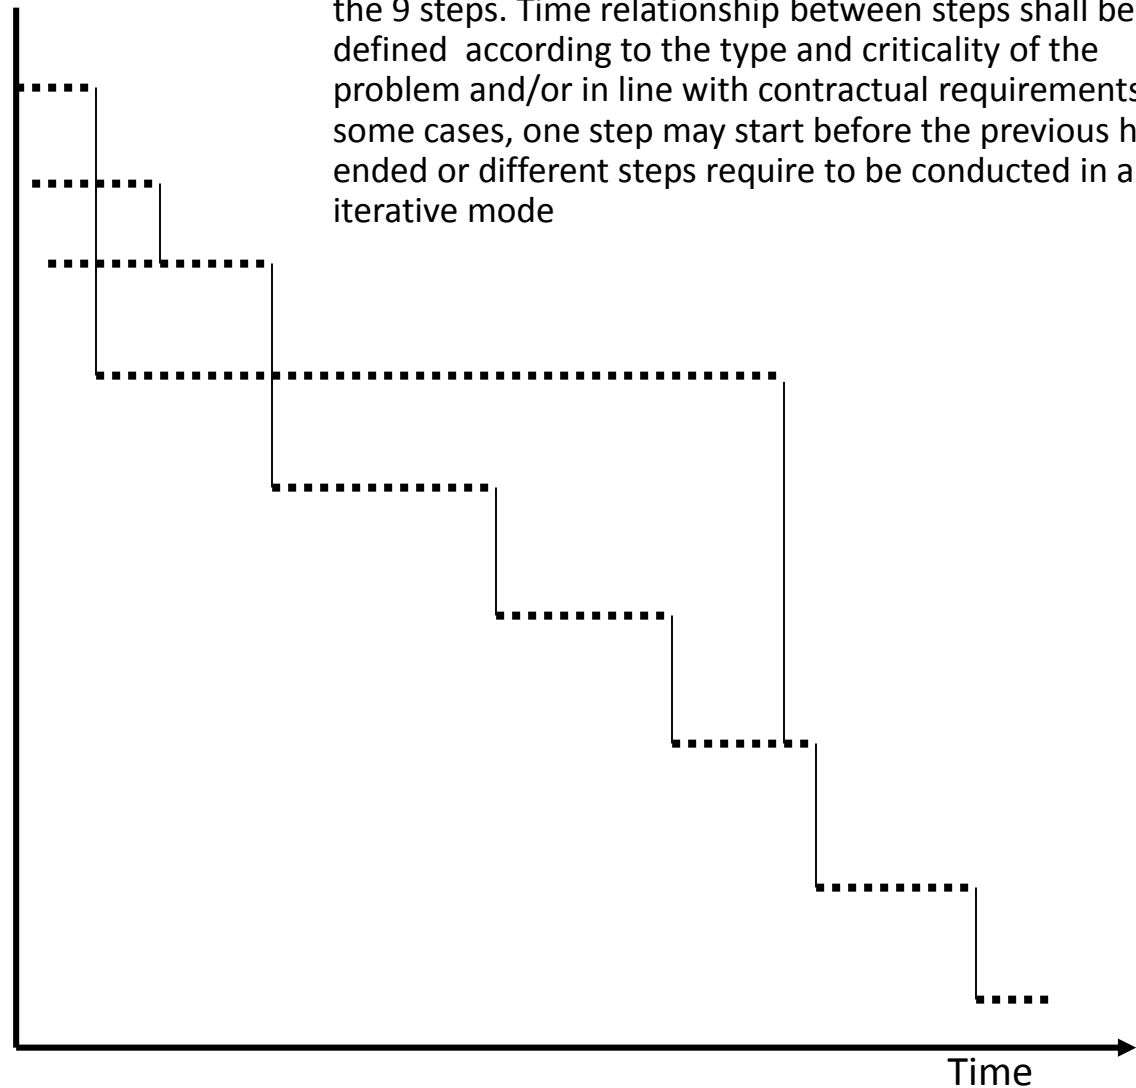 the 9 steps. Time relationship between steps shall be
defined  according to the type and criticality of the
problem and/or in line with contractual requirements
some cases, one step may start before the previous h
ended or different steps require to be conducted in a
iterative mode
Time